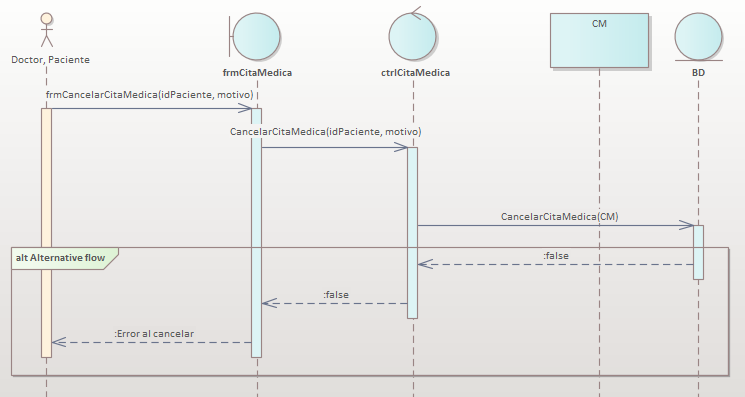 Doctor, Paciente
frmCitaMedica
ctrlCitaMedica
CM
BD
frmCancelarCitaMedica(idPaciente, motivo)
CancelarCitaMedica(idPaciente, motivo)
CancelarCitaMedica(CM)
alt Alternative flow
:false
:false
:Error al cancelar